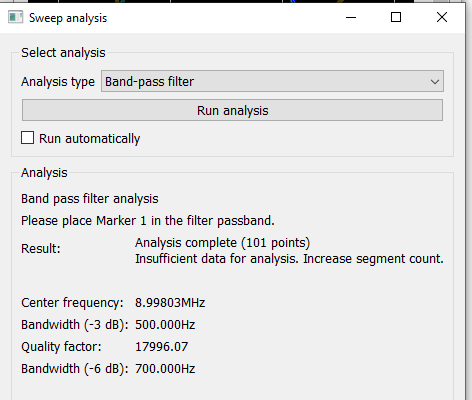 Sweep analysis
Select analysis
Analysis type Band-pass filter
Run analysis
Run automatically
Analysis
Band pass filter analysis
Please place Marker 1 in the filter passband.
Result: Analysis complete (101 points)
Insufficient data for analysis. Increase segment count.
Center frequency: 8.99803MHz
Bandwidth (-3 dB): 500.000Hz
Quality factor: 17996.07
Bandwidth (-6 dB): 700.000Hz